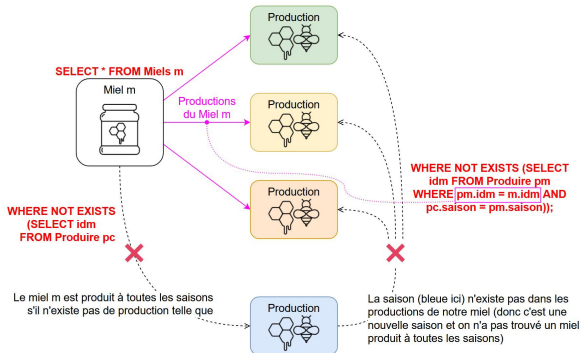 Production
SELECT * FROM Miels m
Miel m
Productions
du Miel m
Production
Production
WHERE NOT EXISTS (SELECT
idm FROM Produire pm
WHERE pm.idm = m.idm AND
pc.saison = pm.saison));
WHERE NOT EXISTS
(SELECT idm
FROM Produire pc
Le miel m est produit à toutes les saisons
s'il n'existe pas de production telle que
Production
La saison (bleue ici) n'existe pas dans les
productions de notre miel (donc c'est une
nouvelle saison et on n'a pas trouvé un miel
produit à toutes les saisons)